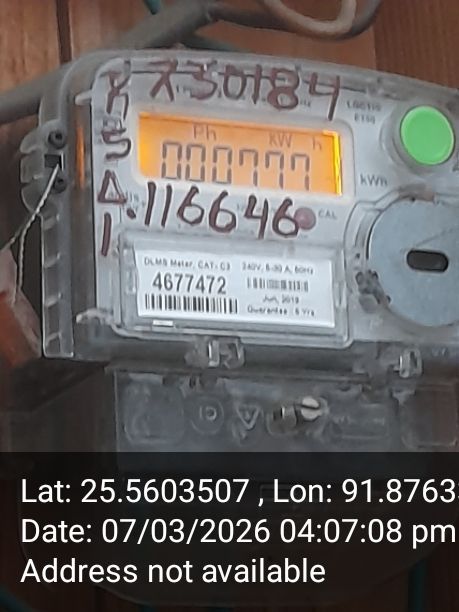 730184
Ph kW h
000777
kWh
CAL
116646
DLMS Meter, CAT- C3 240V, 5-30 A, 50Hz
4677472
Jun, 2019
Guarantee : 5 Yrs
Lat: 25.5603507 , Lon: 91.8763
Date: 07/03/2026 04:07:08 pm
Address not available